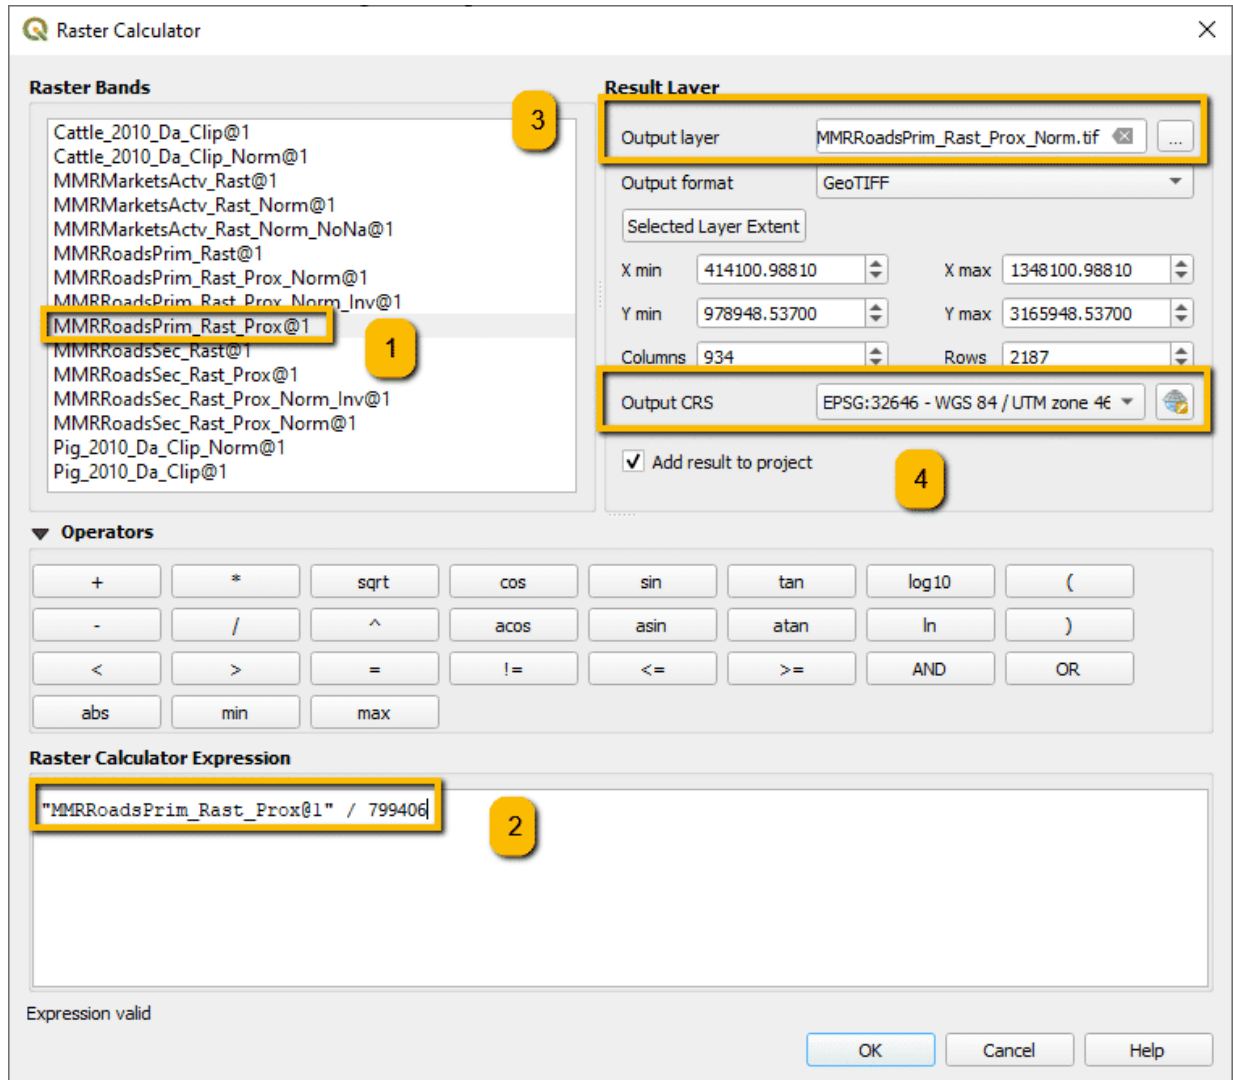 Raster Calculator
Raster Bands
Cattle_2010_Da_Clip@1
Cattle_2010_Da_Clip_Norm@1
MMRMarketsActv_Rast@1
MMRMarketsActv_Rast_Norm@1
MMRMarketsActv_Rast_Norm_NoNa@1
MMRRoadsPrim_Rast@1
MMRRoadsPrim_Rast_Prox_Norm@1
MMRRoadsPrim_Rast_Prox_Norm_Inv@1
MMRRoadsPrim_Rast_Prox@1
MMRRoadsSec_Rast@1
MMRRoadsSec_Rast_Prox@1
MMRRoadsSec_Rast_Prox_Norm_Inv@1
MMRRoadsSec_Rast_Prox_Norm@1
Pig_2010_Da_Clip_Norm@1
Pig_2010_Da_Clip@1
1
3
Result Layer
Output layer MMRRoadsPrim_Rast_Prox_Norm.tif ...
Output format GeoTIFF
Selected Layer Extent
X min 414100.98810 X max 1348100.98810
Y min 978948.53700 Y max 3165948.53700
Columns 934 Rows 2187
Output CRS EPSG:32646 - WGS 84 / UTM zone 46
Add result to project
4
Operators
+ * sqrt cos sin tan log10 (
- / ^ acos asin atan ln )
< > = != <= >= AND OR
abs min max
Raster Calculator Expression
"MMRRoadsPrim_Rast_Prox@1" / 799406
2
Expression valid
OK Cancel Help